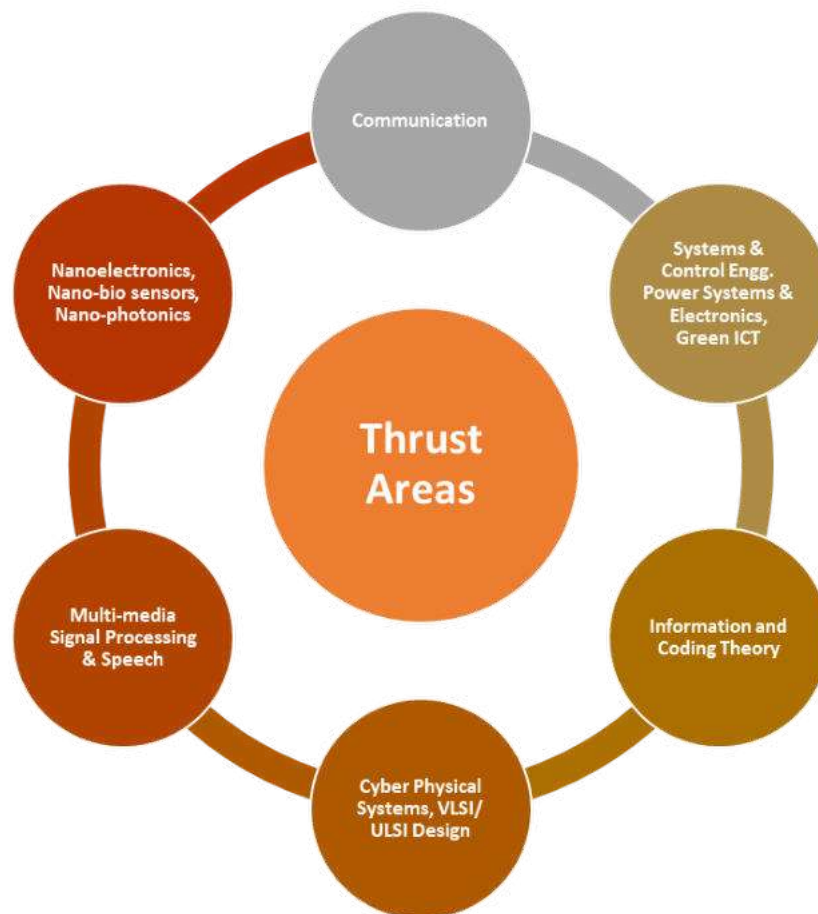 Communication
Systems &
Control Engg.
Power Systems &
Electronics,
Green ICT
Information and
Coding Theory
Cyber Physical
Systems, VLSI/
ULSI Design
Multi-media
Signal Processing
& Speech
Nanoelectronics,
Nano-bio sensors,
Nano-photonics
Thrust
Areas